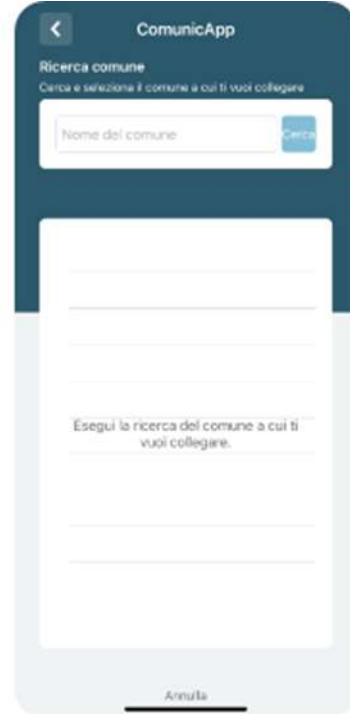 ComunicApp
Ricerca comune
Cerca e seleziona il comune a cui ti vuoi collegare
Nome del comune
Cerca
Esegui la ricerca del comune a cui ti
vuoi collegare.
Annulla